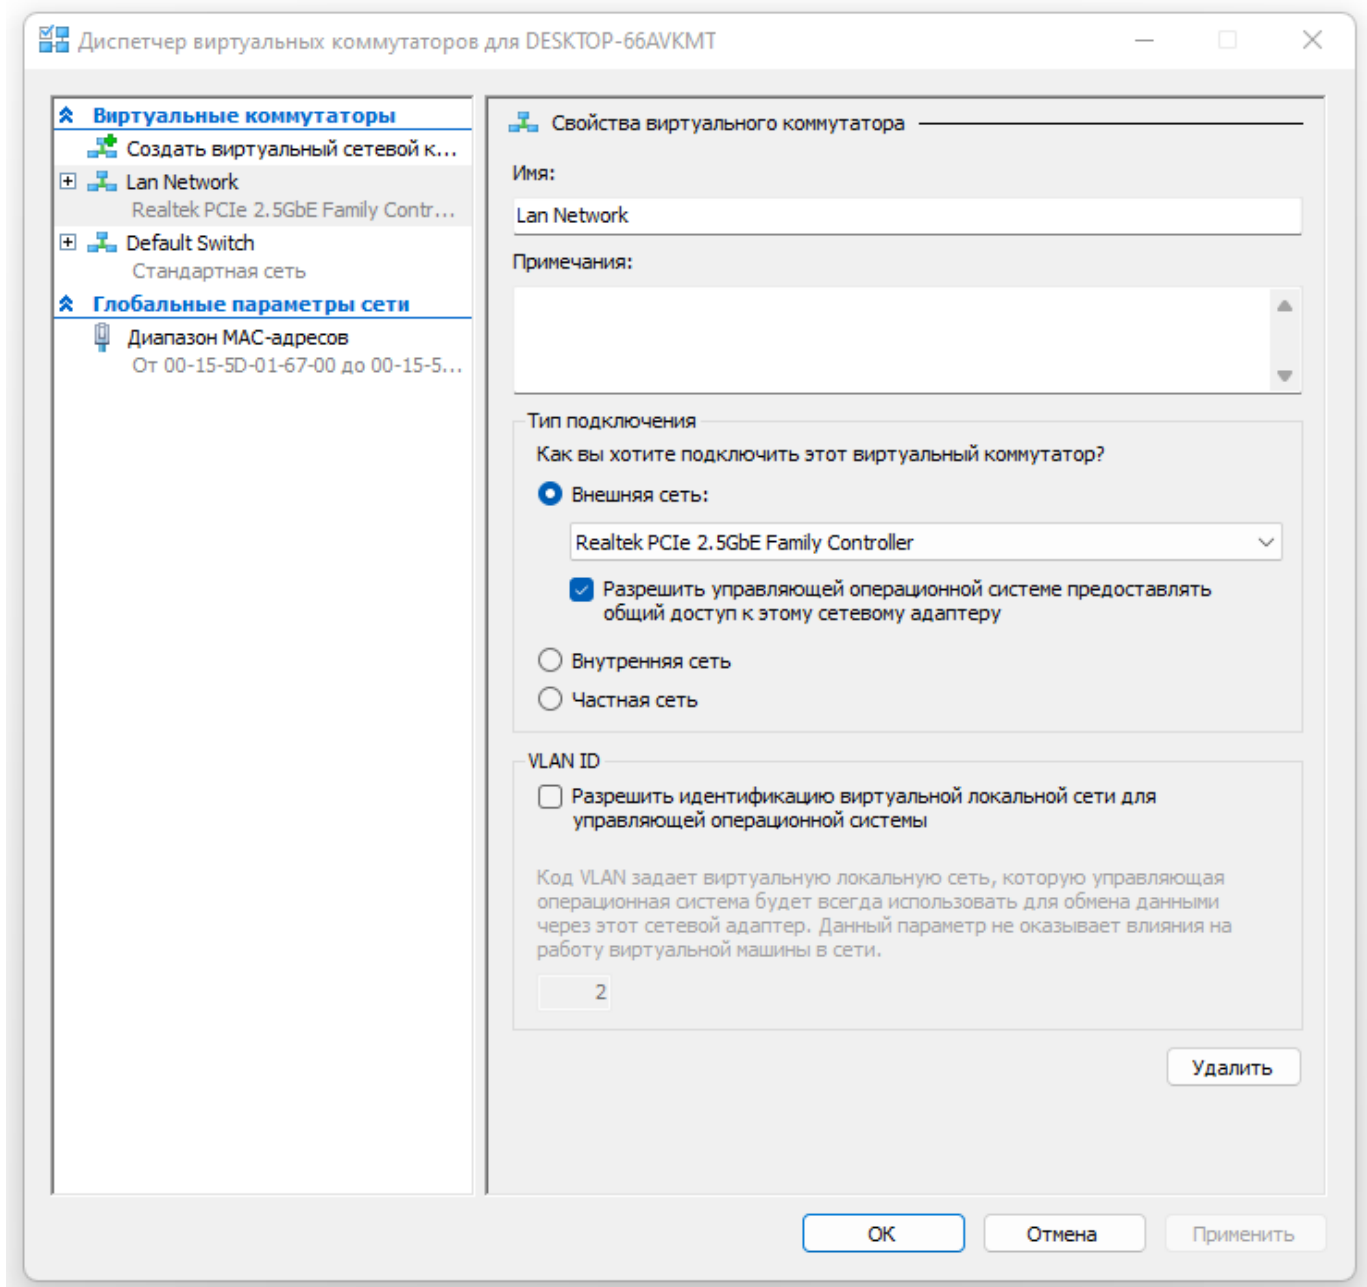 Диспетчер виртуальных коммутаторов для DESKTOP-66AVKMT
Виртуальные коммутаторы
Создать виртуальный сетевой к...
Lan Network
Realtek PCIe 2.5GbE Family Contr...
Default Switch
Стандартная сеть
Глобальные параметры сети
Диапазон MAC-адресов
От 00-15-5D-01-67-00 до 00-15-5...
Свойства виртуального коммутатора
Имя:
Lan Network
Примечания:
Тип подключения
Как вы хотите подключить этот виртуальный коммутатор?
Внешняя сеть:
Realtek PCIe 2.5GbE Family Controller
Разрешить управляющей операционной системе предоставлять
общий доступ к этому сетевому адаптеру
Внутренняя сеть
Частная сеть
VLAN ID
Разрешить идентификацию виртуальной локальной сети для
управляющей операционной системы
Код VLAN задает виртуальную локальную сеть, которую управляющая
операционная система будет всегда использовать для обмена данными
через этот сетевой адаптер. Данный параметр не оказывает влияния на
работу виртуальной машины в сети.
2
Удалить
ОК
Отмена
Применить